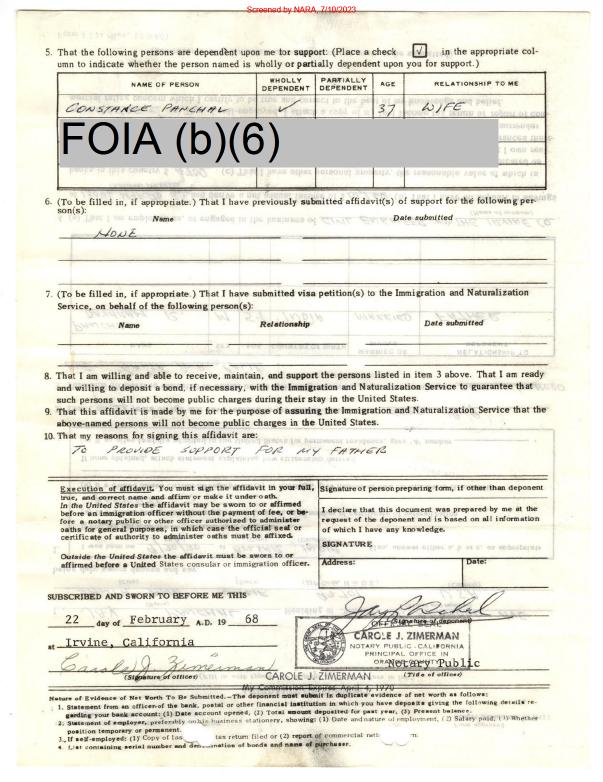 Screened by NARA, 7/10/2023
5. That the following persons are dependent upon me for support: (Place a check [√] in the appropriate col-
umn to indicate whether the person named is wholly or partially dependent upon you for support.)
NAME OF PERSON WHOLLY DEPENDENT PARTIALLY DEPENDENT AGE RELATIONSHIP TO ME
CONSTANCE PANCHAL ✓ 37 WIFE
FOIA (b)(6)
6. (To be filled in, if appropriate.) That I have previously submitted affidavit(s) of support for the following per-
son(s):
Name Date submitted
NONE
7. (To be filled in, if appropriate.) That I have submitted visa petition(s) to the Immigration and Naturalization
Service, on behalf of the following person(s):
Name Relationship Date submitted
8. That I am willing and able to receive, maintain, and support the persons listed in item 3 above. That I am ready
and willing to deposit a bond, if necessary, with the Immigration and Naturalization Service to guarantee that
such persons will not become public charges during their stay in the United States.
9. That this affidavit is made by me for the purpose of assuring the Immigration and Naturalization Service that the
above-named persons will not become public charges in the United States.
10. That my reasons for signing this affidavit are:
TO PROVIDE SUPPORT FOR MY FATHER
Execution of affidavit. You must sign the affidavit in your full,
true, and correct name and affirm or make it under oath.
In the United States the affidavit may be sworn to or affirmed
before an immigration officer without the payment of fee, or be-
fore a notary public or other officer authorized to administer
oaths for general purposes, in which case the official seal or
certificate of authority to administer oaths must be affixed.
Outside the United States the affidavit must be sworn to or
affirmed before a United States consular or immigration officer.
Signature of person preparing form, if other than deponent
I declare that this document was prepared by me at the
request of the deponent and is based on all information
of which I have any knowledge.
SIGNATURE
Address: Date:
SUBSCRIBED AND SWORN TO BEFORE ME THIS
22 day of February A.D. 19 68
(Signature of deponent)
at Irvine, California
OFFICIAL SEAL
CAROLE J. ZIMERMAN
NOTARY PUBLIC - CALIFORNIA
PRINCIPAL OFFICE IN
ORANGE COUNTY
Carole J. Zimerman Notary Public
(Signature of officer) CAROLE J. ZIMERMAN (Title of officer)
My Commission Expires April 4, 1970
Nature of Evidence of Net Worth To Be Submitted.—The deponent must submit in duplicate evidence of net worth as follows:
1. Statement from an officer of the bank, postal or other financial institution in which you have deposits giving the following details re-
garding your bank account: (1) Date account opened, (2) Total amount deposited for past year, (3) Present balance.
2. Statement of employer, preferably on his business stationery, showing: (1) Date and nature of employment, (2) Salary paid, (3) Whether
position temporary or permanent.
3. If self-employed: (1) Copy of last tax return filed or (2) report of commercial
4. List containing serial number and denomination of bonds and name of purchaser.